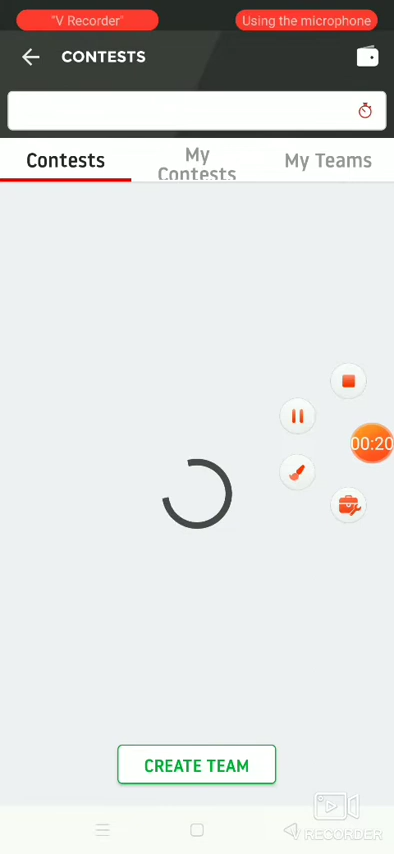 "V Recorder"
Using the microphone
CONTESTS
Contests
My
Contests
My Teams
00:20
CREATE TEAM
V RECORDER